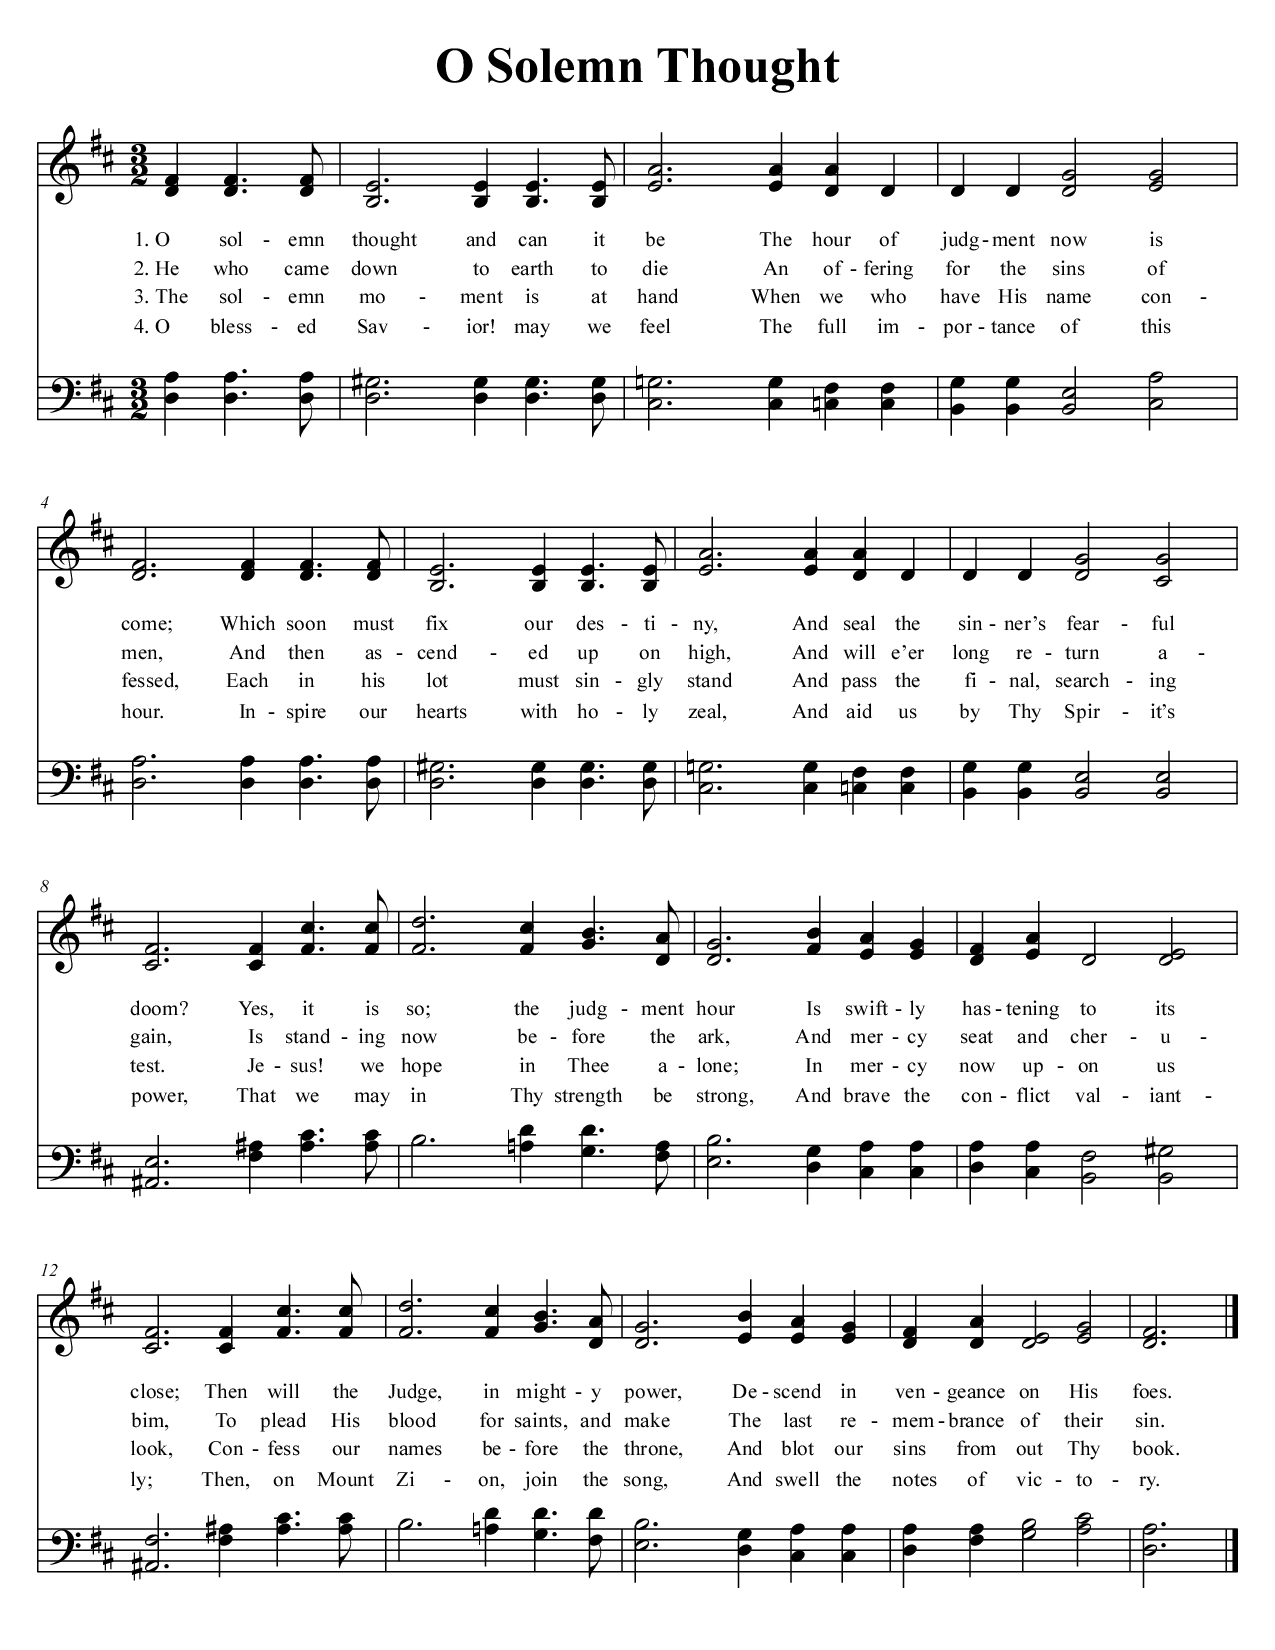 O Solemn Thought
3
2
1. O sol - emn thought and can it be The hour of judg - ment now is
2. He who came down to earth to die An of - fering for the sins of
3. The sol - emn mo - ment is at hand When we who have His name con -
4. O bless - ed Sav - ior! may we feel The full im - por - tance of this
3
2
4
come; Which soon must fix our des - ti - ny, And seal the sin - ner’s fear - ful
men, And then as - cend - ed up on high, And will e’er long re - turn a -
fessed, Each in his lot must sin - gly stand And pass the fi - nal, search - ing
hour. In - spire our hearts with ho - ly zeal, And aid us by Thy Spir - it’s
8
doom? Yes, it is so; the judg - ment hour Is swift - ly has - tening to its
gain, Is stand - ing now be - fore the ark, And mer - cy seat and cher - u -
test. Je - sus! we hope in Thee a - lone; In mer - cy now up - on us
power, That we may in Thy strength be strong, And brave the con - flict val - iant -
12
close; Then will the Judge, in might - y power, De - scend in ven - geance on His foes.
bim, To plead His blood for saints, and make The last re - mem - brance of their sin.
look, Con - fess our names be - fore the throne, And blot our sins from out Thy book.
ly; Then, on Mount Zi - on, join the song, And swell the notes of vic - to - ry.